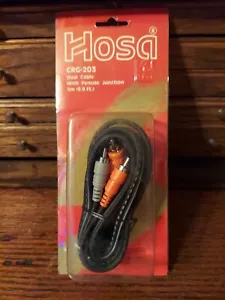 Hosa®
CRG-203
Dual Cable
With Female Junction
3m (9.9 Ft.)